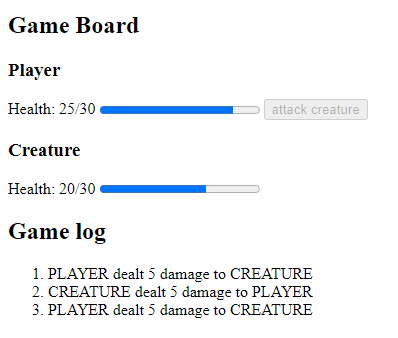 Game Board
Player
Health: 25/30 attack creature
Creature
Health: 20/30
Game log
1. PLAYER dealt 5 damage to CREATURE
2. CREATURE dealt 5 damage to PLAYER
3. PLAYER dealt 5 damage to CREATURE